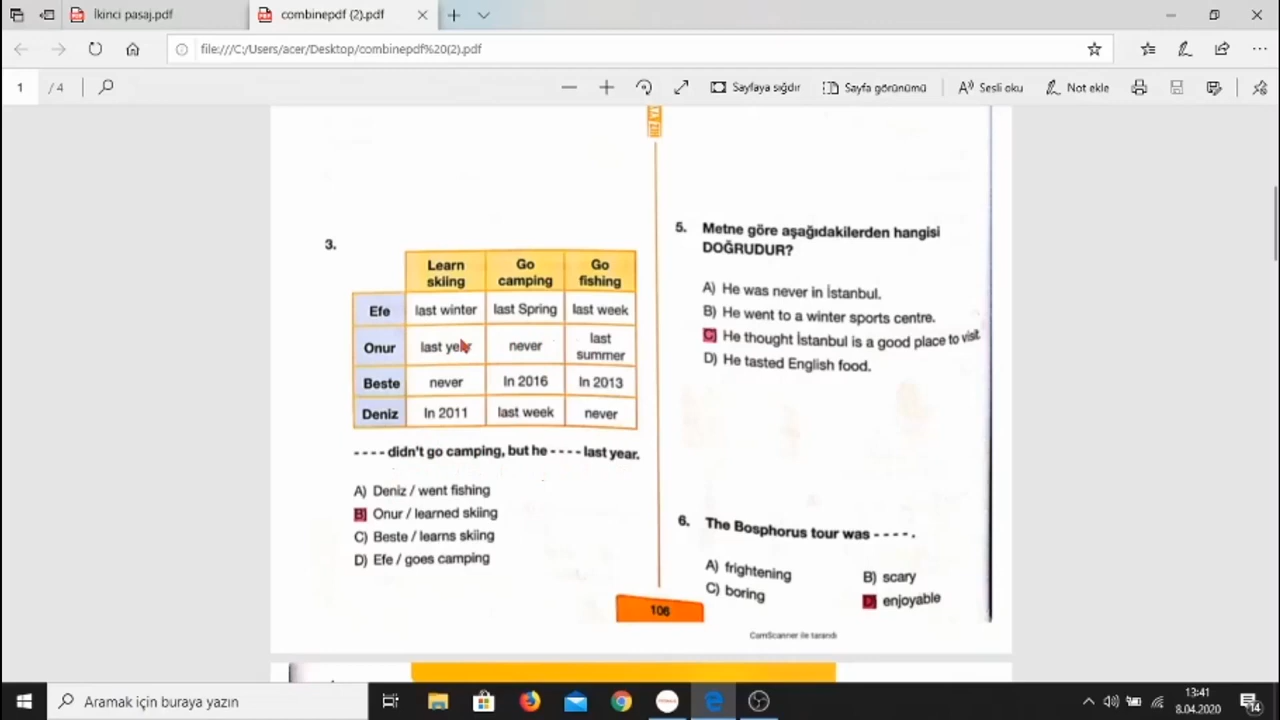 İkinci pasaj.pdf
combinepdf (2).pdf
file:///C:/Users/acer/Desktop/combinepdf%20(2).pdf
1 / 4
Sayfaya sığdır
Sayfa görünümü
Sesli oku
Not ekle
3.
Learn skiing
Go camping
Go fishing
Efe last winter last Spring last week
Onur last year never last summer
Beste never In 2016 In 2013
Deniz In 2011 last week never
---- didn't go camping, but he ---- last year.
A) Deniz / went fishing
B) Onur / learned skiing
C) Beste / learns skiing
D) Efe / goes camping
5. Metne göre aşağıdakilerden hangisi
DOĞRUDUR?
A) He was never in İstanbul.
B) He went to a winter sports centre.
C) He thought İstanbul is a good place to visit
D) He tasted English food.
6. The Bosphorus tour was ----.
A) frightening B) scary
C) boring D) enjoyable
106
CamScanner ile tarandı
Aramak için buraya yazın
13:41
8.04.2020
14